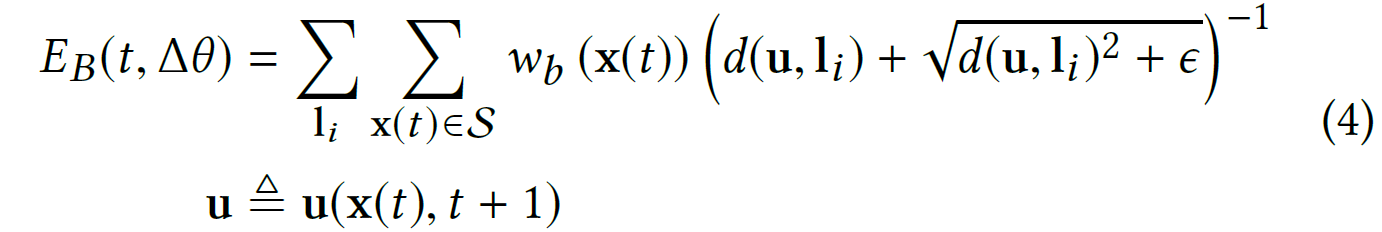 E_B(t, Δθ) = ∑_{l_i} ∑_{x(t)∈𝒮} w_b (x(t)) (d(u, l_i) + √(d(u, l_i)² + ϵ))⁻¹ (4)
u ≜ u(x(t), t + 1)